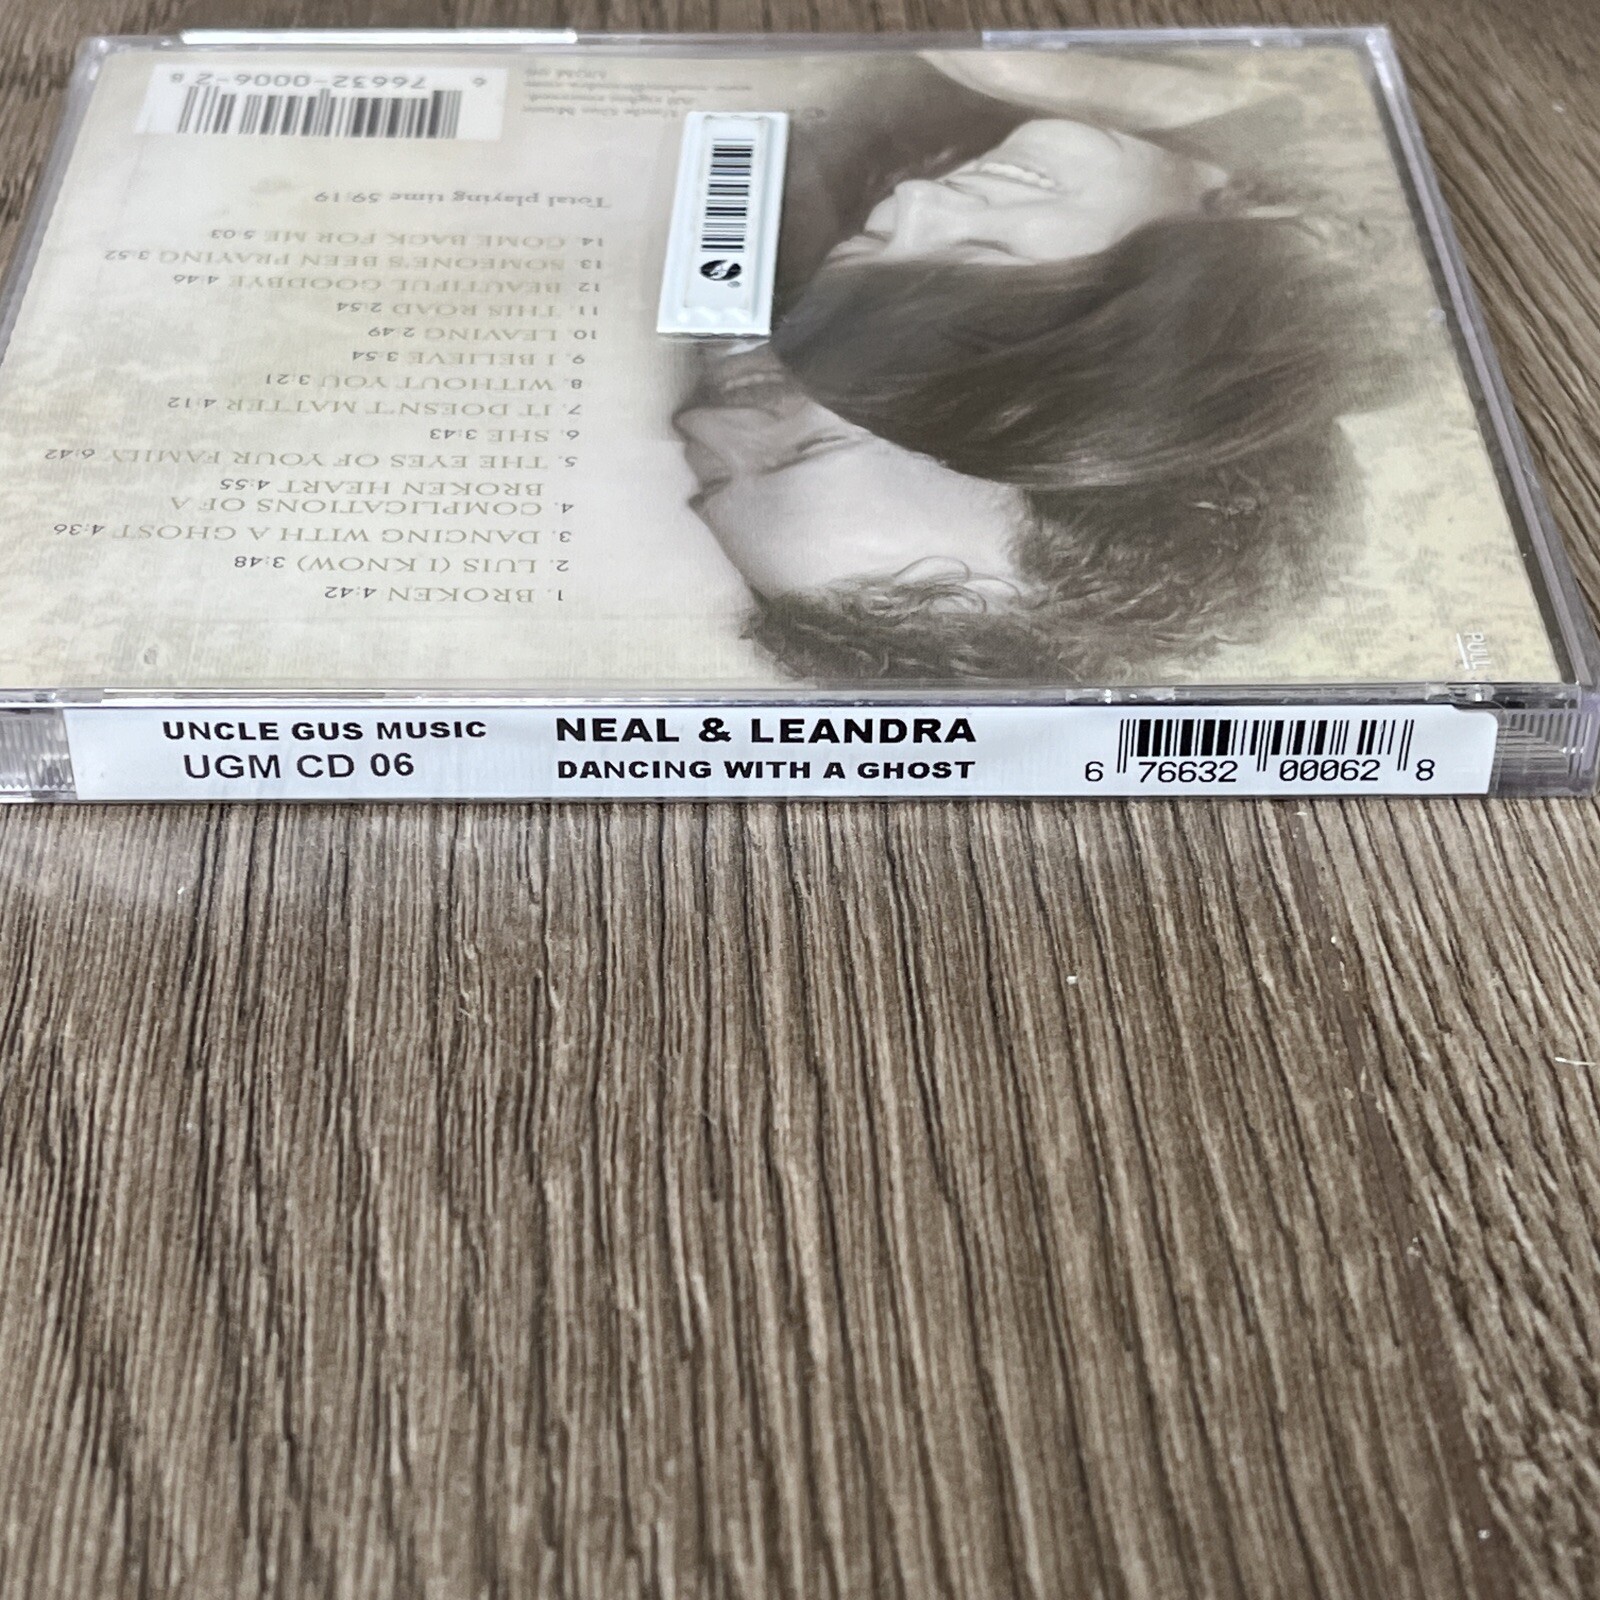 UNCLE GUS MUSIC
UGM CD 06
NEAL & LEANDRA
DANCING WITH A GHOST
6 76632 00062 8
PULL
1. BROKEN 4:42
2. LUIS (I KNOW) 3:48
3. DANCING WITH A GHOST 4:36
4. COMPLICATIONS OF A
BROKEN HEART 4:55
5. THE EYES OF YOUR FAMILY 6:42
6. SHE 3:43
7. IT DOESN'T MATTER 4:12
8. WITHOUT YOU 3:21
9. I BELIEVE 3:54
10. LEAVING 2:49
11. THIS ROAD 2:54
12. BEAUTIFUL GOODBYE 4:46
13. SOMEONE'S BEEN PRAYING 3:52
14. COME BACK FOR ME 5:03
Total playing time 59:19
Uncle Gus Music
All rights reserved.
6 76632-0006-2 8